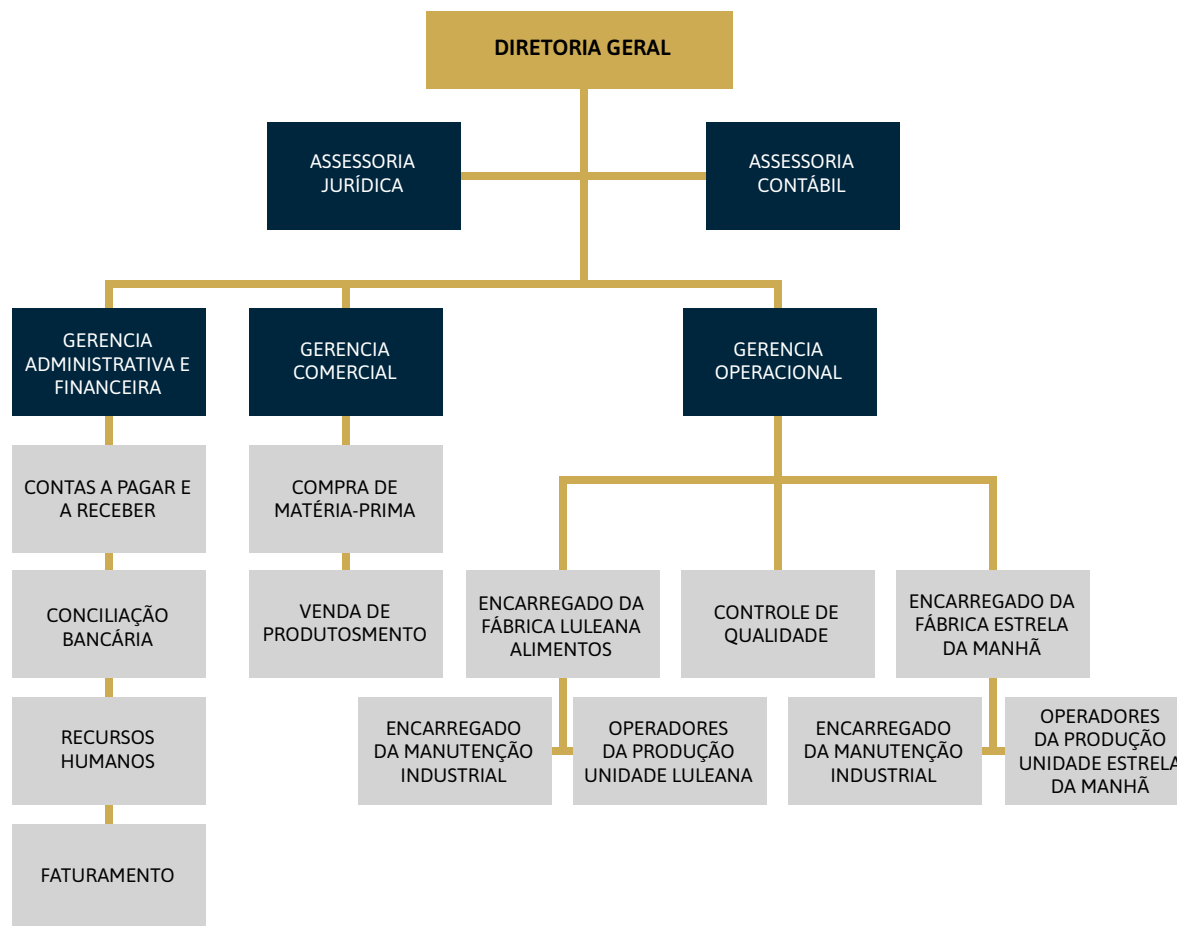 DIRETORIA GERAL
ASSESSORIA
JURÍDICA
ASSESSORIA
CONTÁBIL
GERENCIA
ADMINISTRATIVA E
FINANCEIRA
GERENCIA
COMERCIAL
GERENCIA
OPERACIONAL
CONTAS A PAGAR E
A RECEBER
COMPRA DE
MATÉRIA-PRIMA
CONCILIAÇÃO
BANCÁRIA
VENDA DE
PRODUTOSMENTO
ENCARREGADO DA
FÁBRICA LULEANA
ALIMENTOS
CONTROLE DE
QUALIDADE
ENCARREGADO DA
FÁBRICA ESTRELA
DA MANHÃ
RECURSOS
HUMANOS
ENCARREGADO
DA MANUTENÇÃO
INDUSTRIAL
OPERADORES
DA PRODUÇÃO
UNIDADE LULEANA
ENCARREGADO
DA MANUTENÇÃO
INDUSTRIAL
OPERADORES
DA PRODUÇÃO
UNIDADE ESTRELA
DA MANHÃ
FATURAMENTO